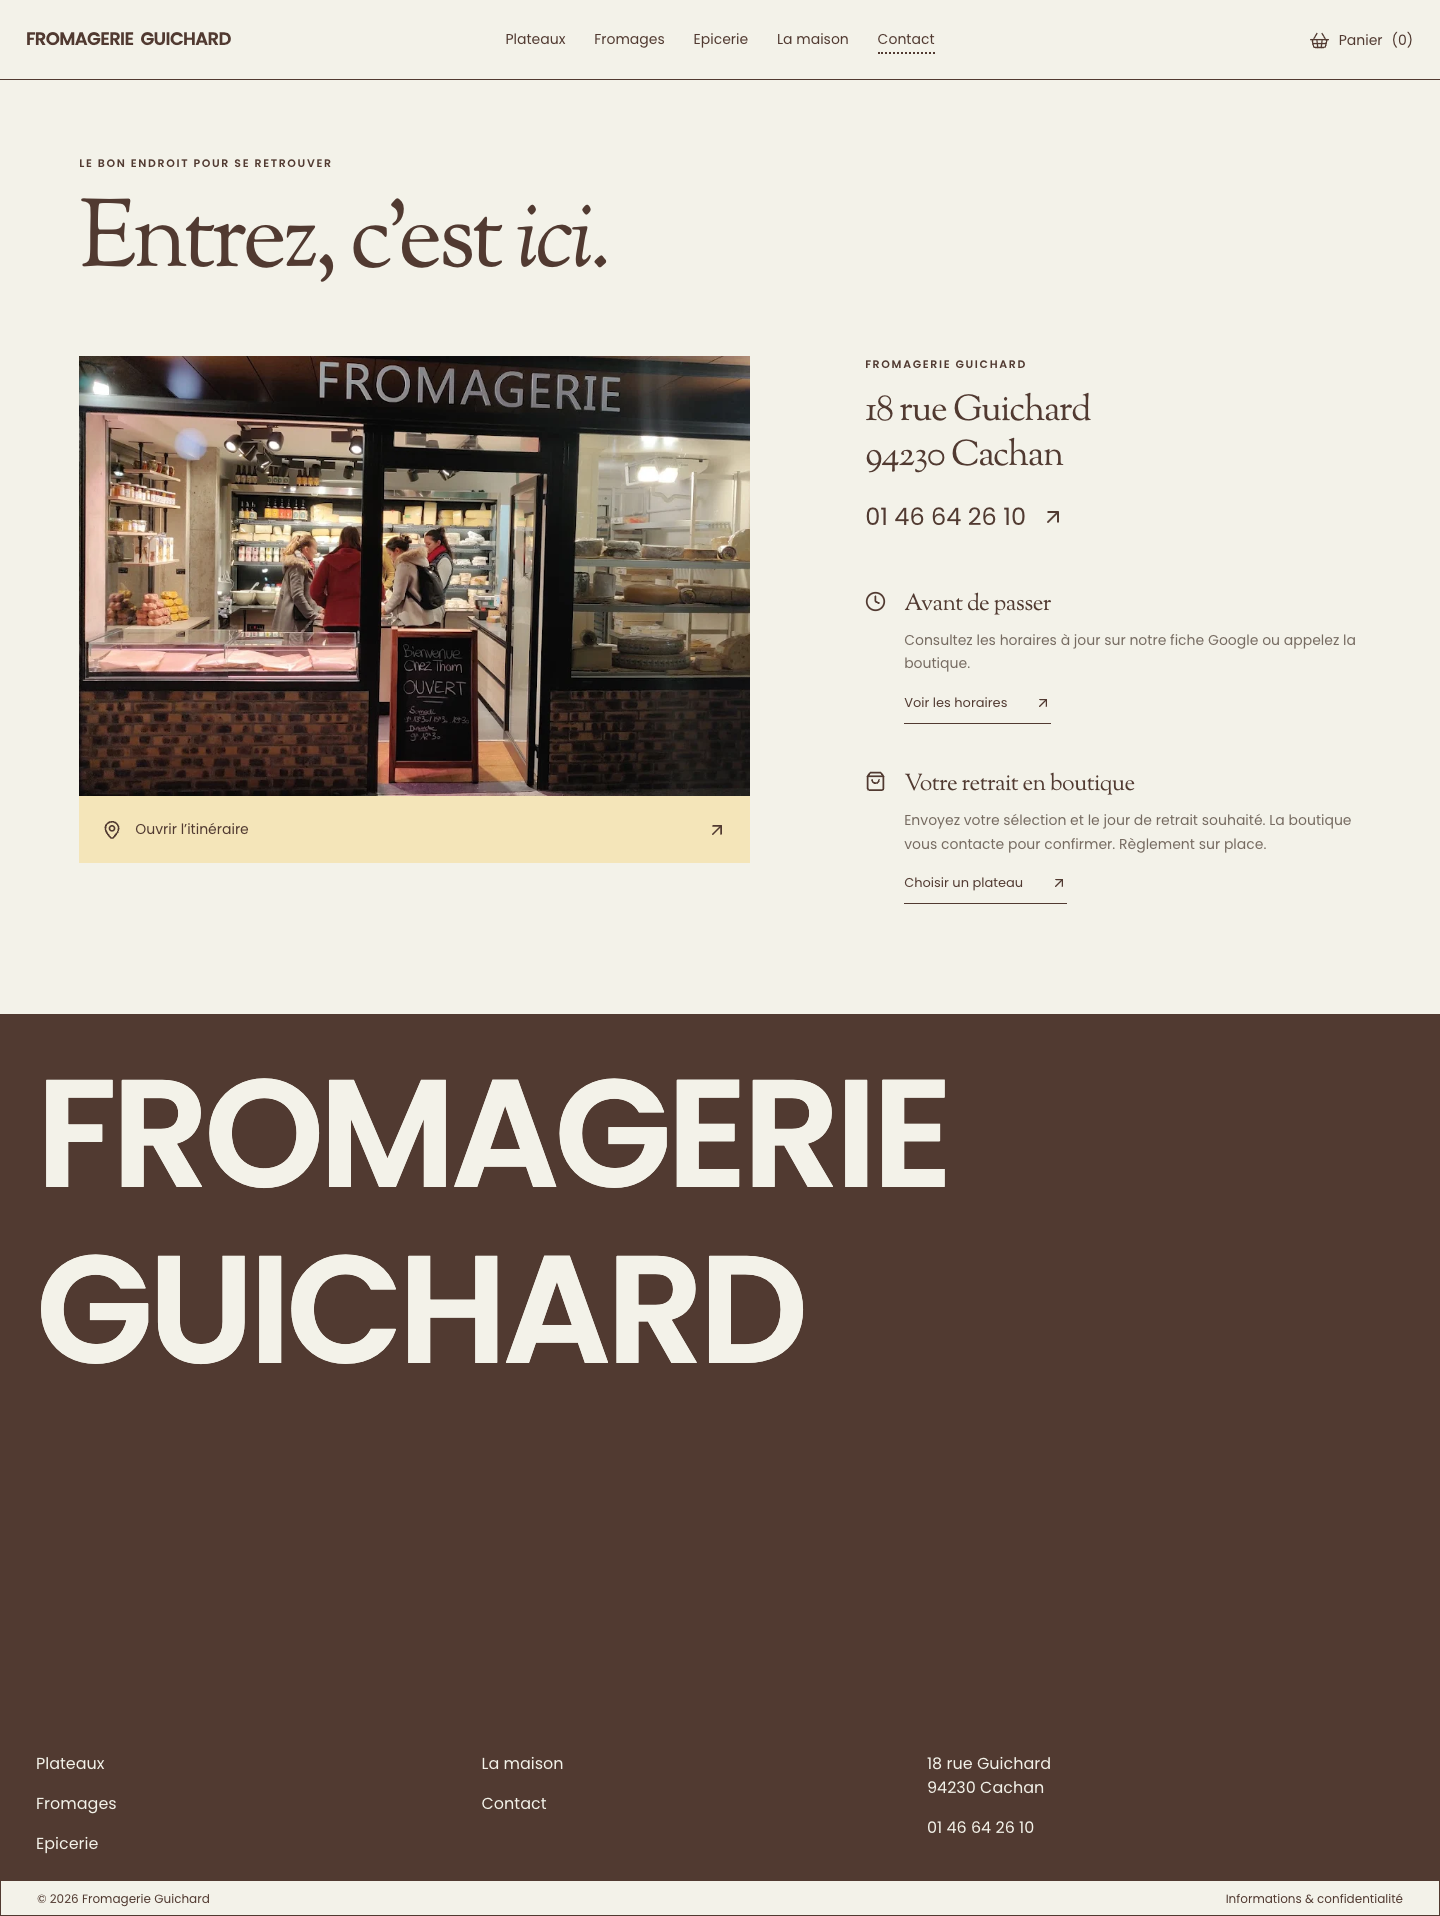 FROMAGERIE GUICHARD
Plateaux Fromages Epicerie La maison Contact
Panier (0)
LE BON ENDROIT POUR SE RETROUVER
Entrez, c’est ici.
FROMAGERIE
Bienvenue
Chez Thom
OUVERT
Ouvrir l’itinéraire
FROMAGERIE GUICHARD
18 rue Guichard
94230 Cachan
01 46 64 26 10
Avant de passer
Consultez les horaires à jour sur notre fiche Google ou appelez la
boutique.
Voir les horaires
Votre retrait en boutique
Envoyez votre sélection et le jour de retrait souhaité. La boutique
vous contacte pour confirmer. Règlement sur place.
Choisir un plateau
FROMAGERIE
GUICHARD
Plateaux
Fromages
Epicerie
La maison
Contact
18 rue Guichard
94230 Cachan
01 46 64 26 10
© 2026 Fromagerie Guichard
Informations & confidentialité